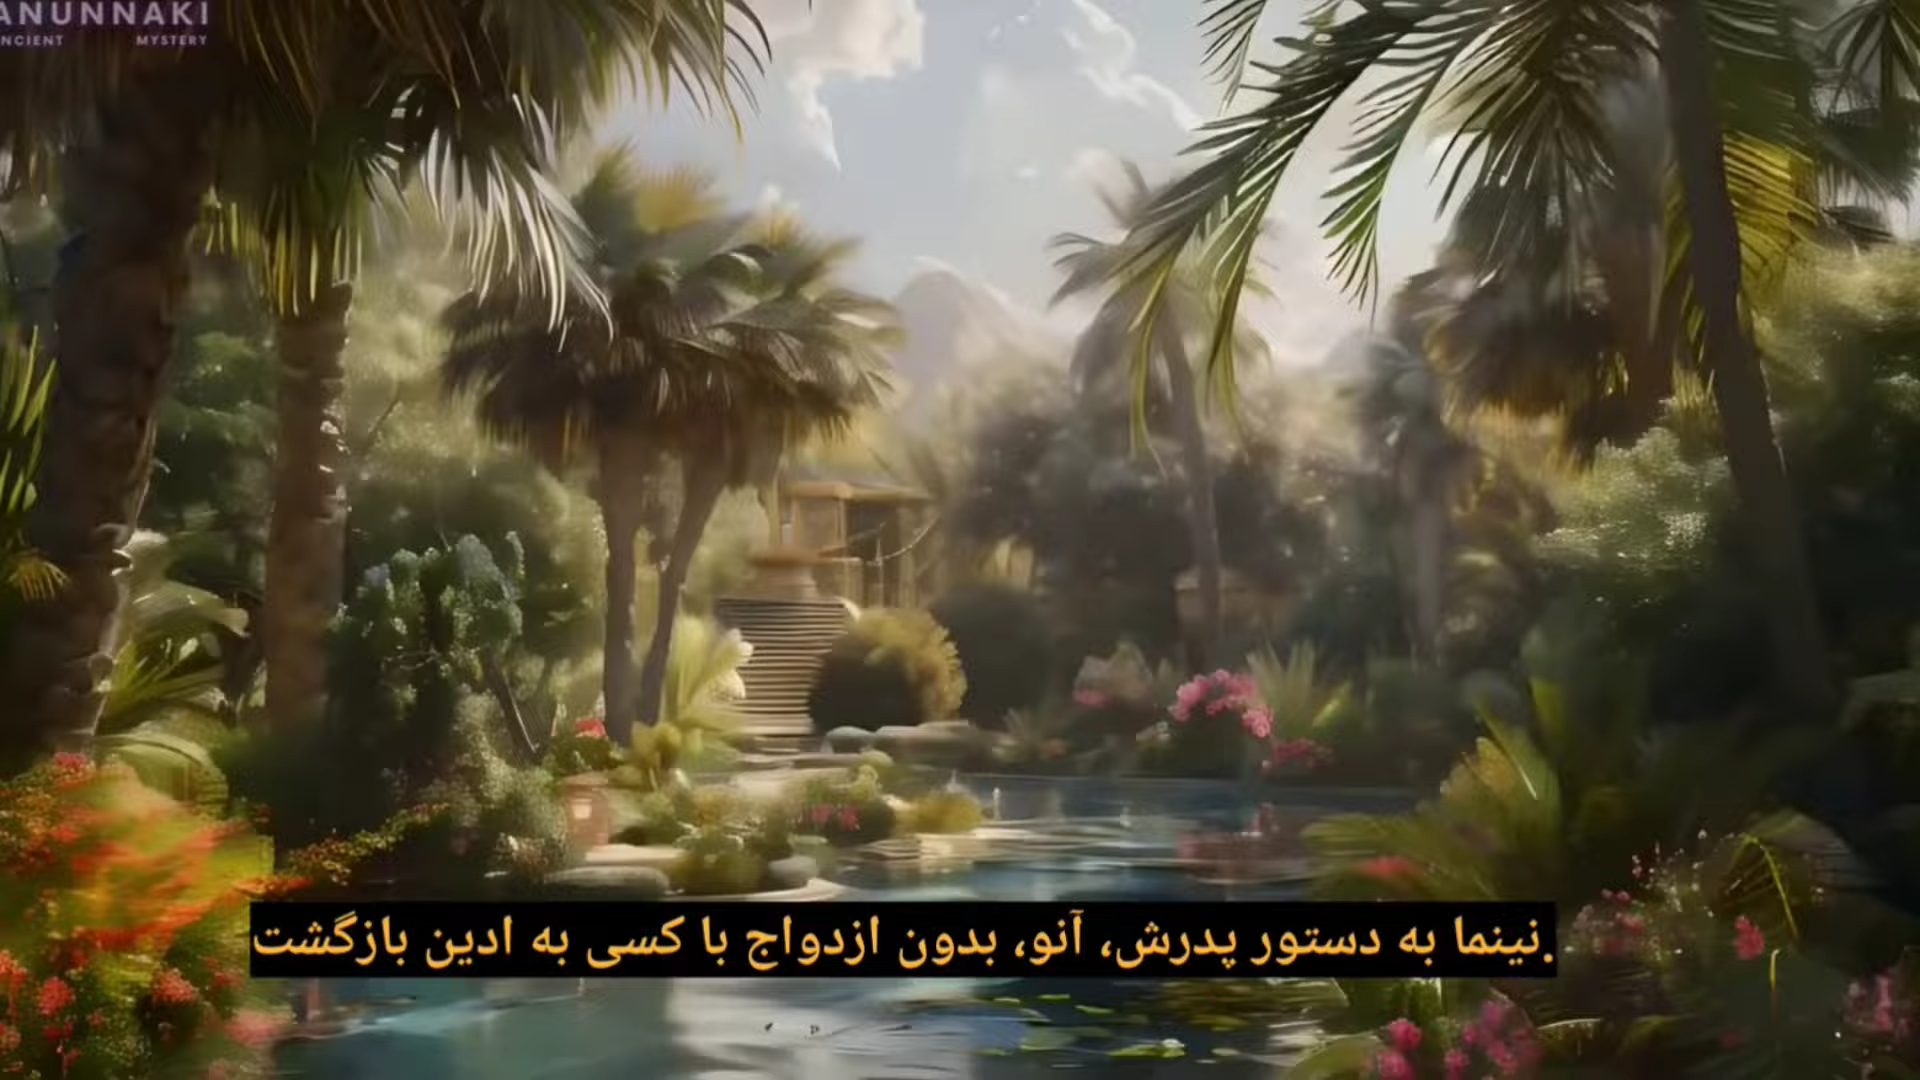 ANUNNAKI
ANCIENT MYSTERY
نینما به دستور پدرش، آنو، بدون ازدواج با کسی به ادین بازگشت.